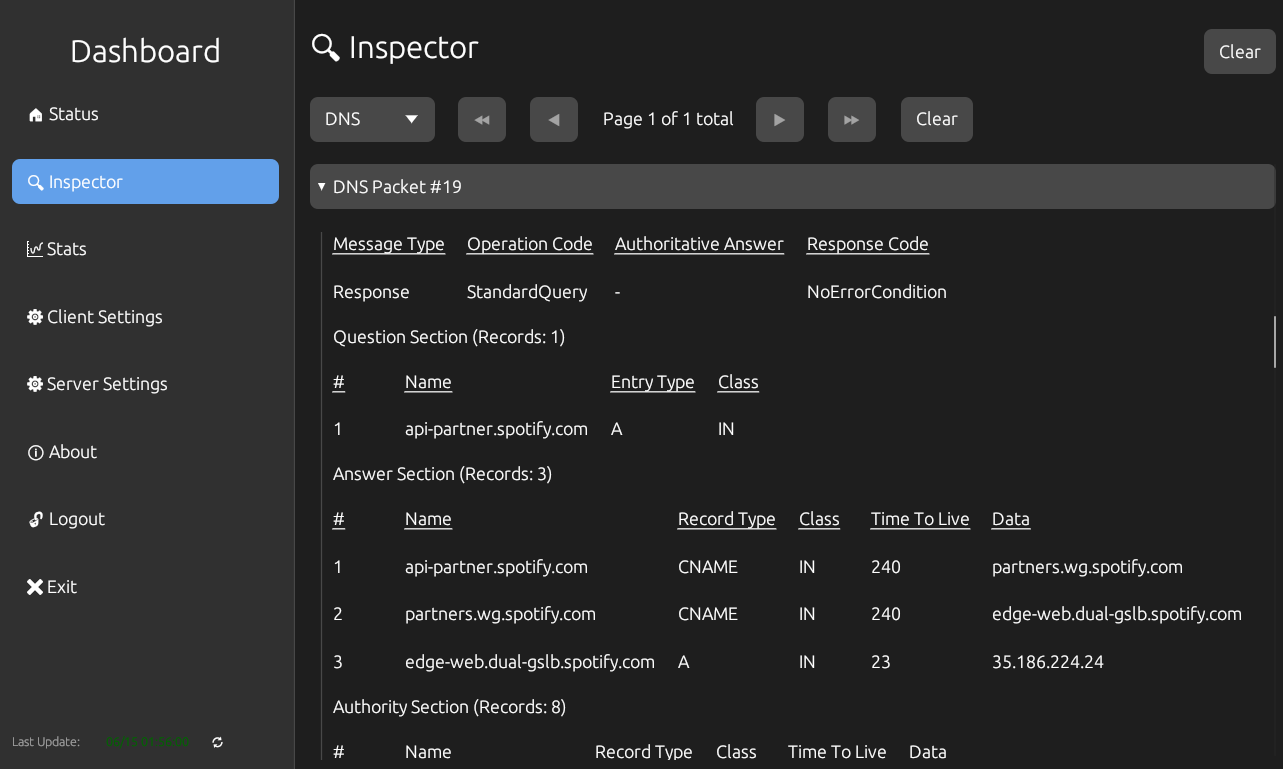 Dashboard
Status
Inspector
Stats
Client Settings
Server Settings
About
Logout
Exit
Last Update: 06/15 01:56:00
Inspector
Clear
DNS Page 1 of 1 total Clear
DNS Packet #19
Message Type Operation Code Authoritative Answer Response Code
Response StandardQuery - NoErrorCondition
Question Section (Records: 1)
# Name Entry Type Class
1 api-partner.spotify.com A IN
Answer Section (Records: 3)
# Name Record Type Class Time To Live Data
1 api-partner.spotify.com CNAME IN 240 partners.wg.spotify.com
2 partners.wg.spotify.com CNAME IN 240 edge-web.dual-gslb.spotify.com
3 edge-web.dual-gslb.spotify.com A IN 23 35.186.224.24
Authority Section (Records: 8)
# Name Record Type Class Time To Live Data